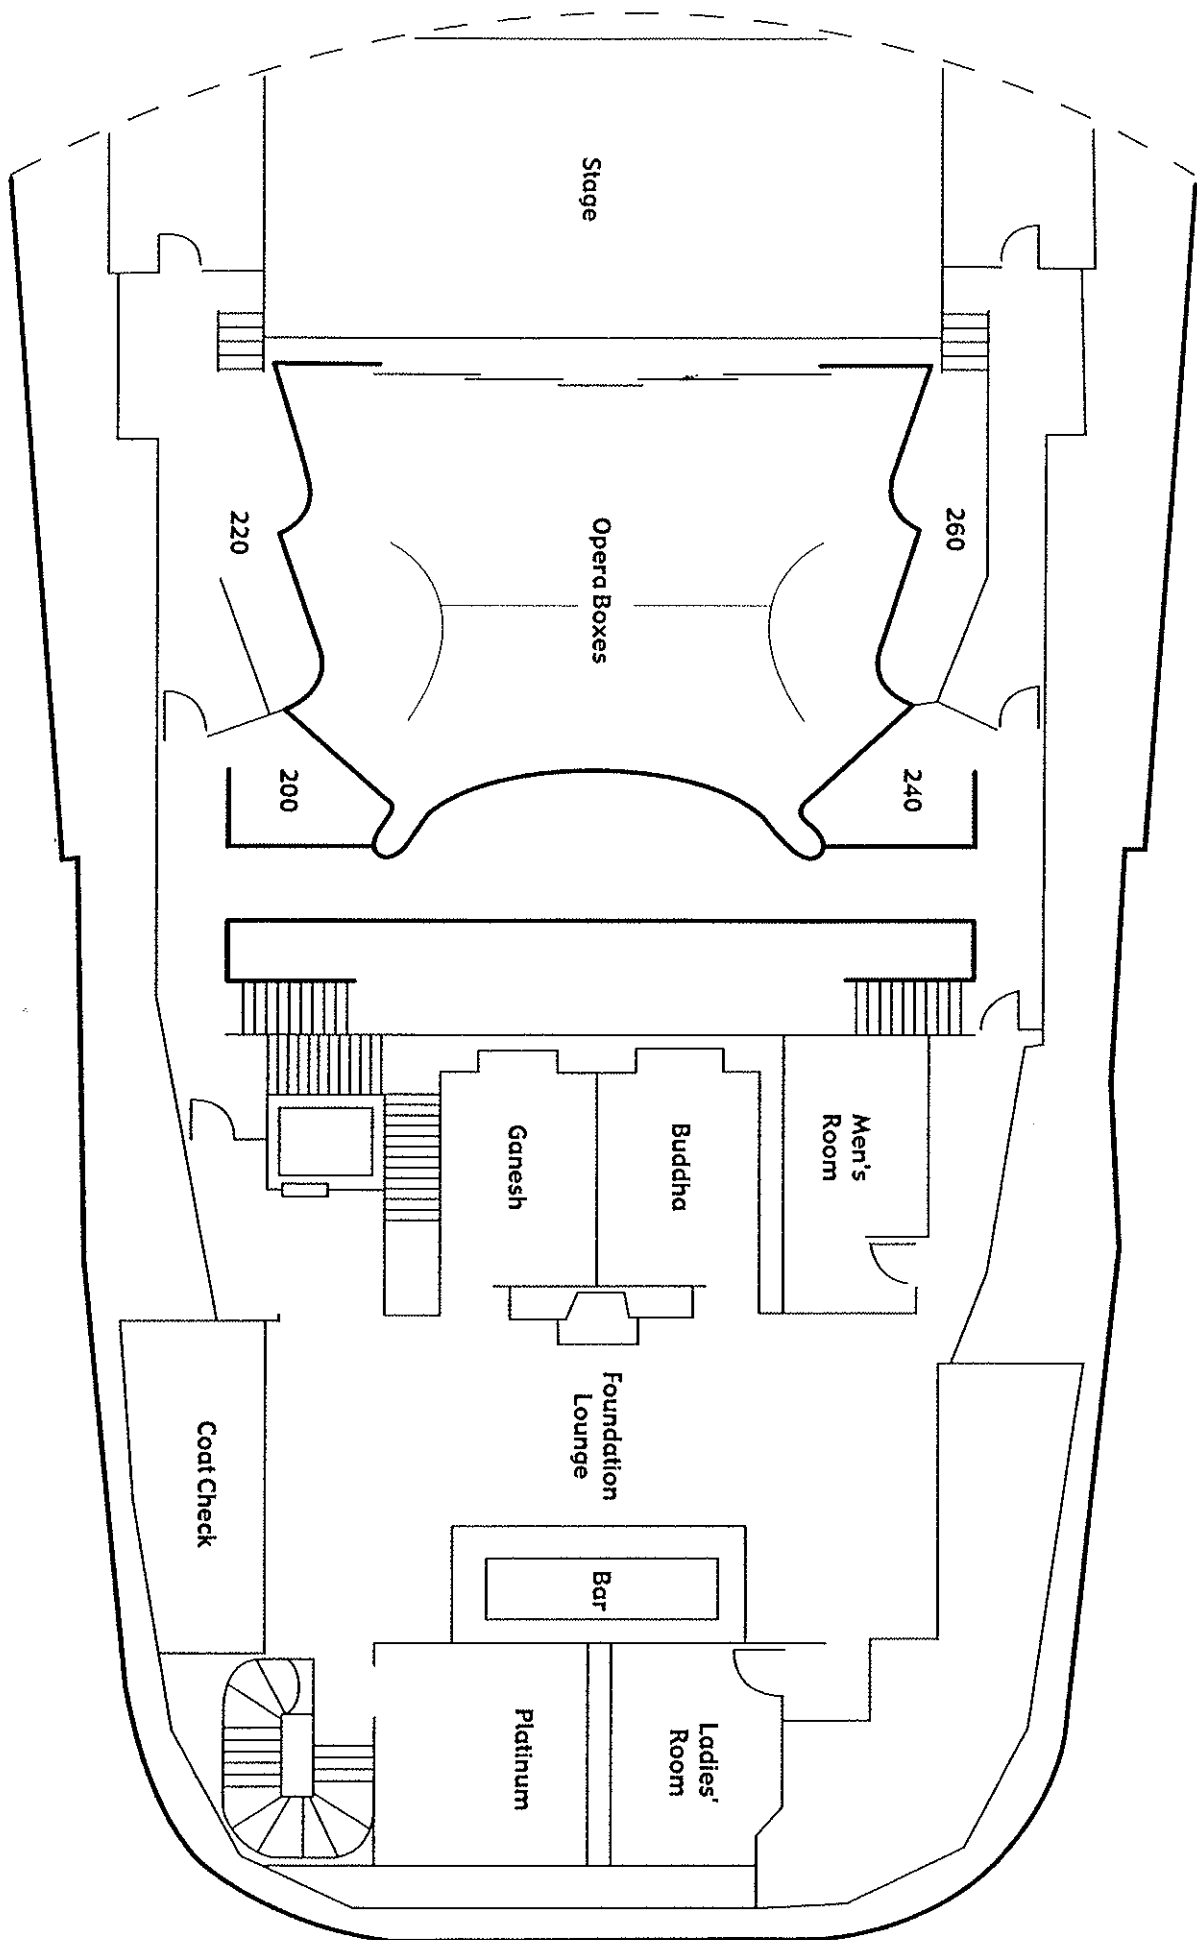 Stage
260
Opera Boxes
220
240
200
Men's
Room
Buddha
Ganesh
Foundation
Lounge
Coat Check
Bar
Ladies'
Room
Platinum